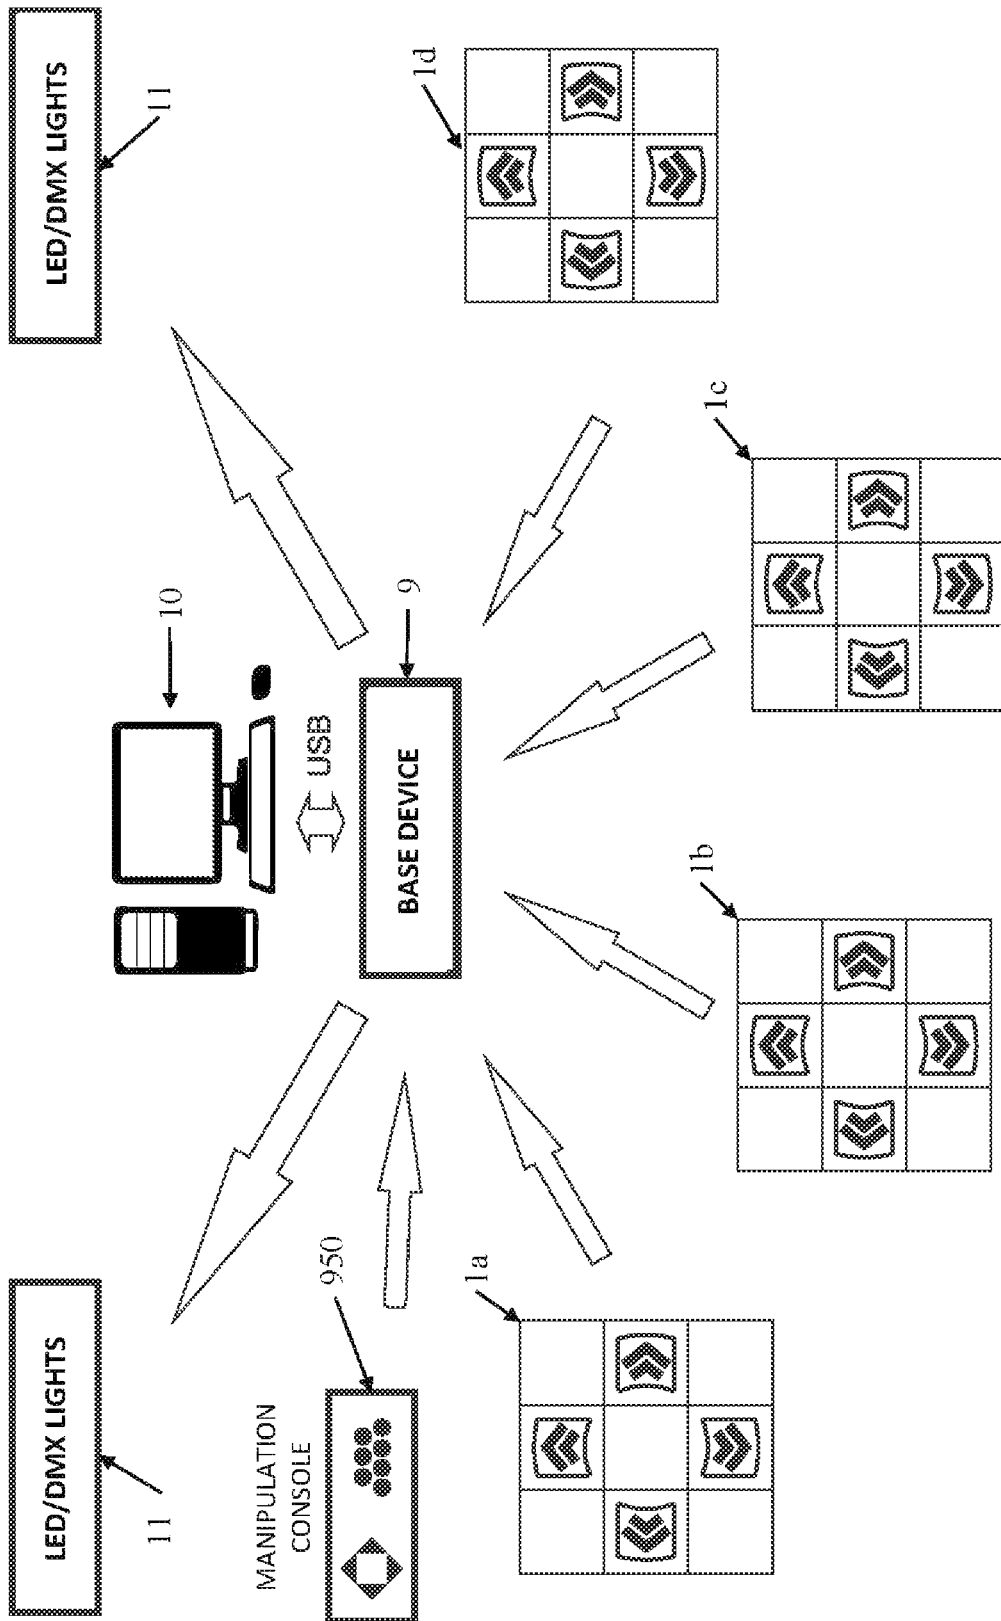 LED/DMX LIGHTS
11
MANIPULATION
CONSOLE
950
1a
10
USB
BASE DEVICE
9
1b
1c
LED/DMX LIGHTS
11
1d